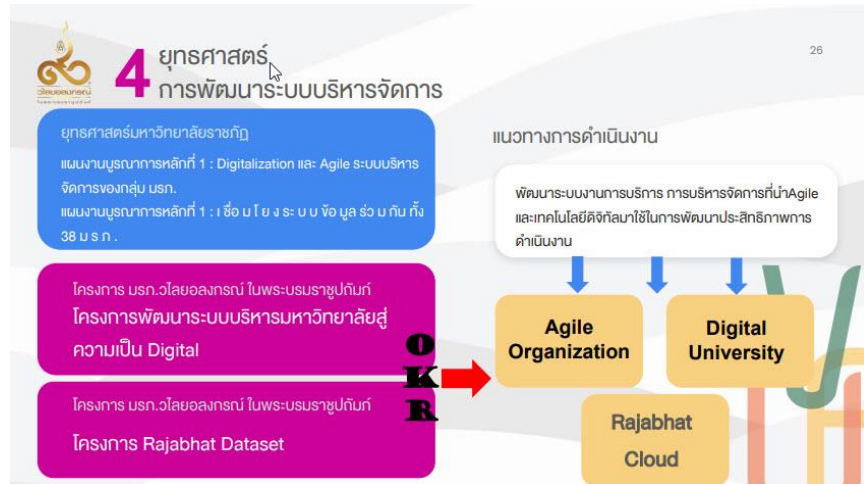 26
4 ยุทธศาสตร์
การพัฒนาระบบบริหารจัดการ
วไลยอลงกรณ์
ยุทธศาสตร์มหาวิทยาลัยราชภัฏ
แผนงานบูรณาการหลักที่ 1 : Digitalization และ Agile ระบบบริหาร
จัดการของกลุ่ม มรภ.
แผนงานบูรณาการหลักที่ 1 : เชื่อมโยงระบบข้อมูลร่วมกันทั้ง
38 ม ร ภ .
โครงการ มรภ.วไลยอลงกรณ์ ในพระบรมราชูปถัมภ์
โครงการพัฒนาระบบบริหารมหาวิทยาลัยสู่
ความเป็น Digital
โครงการ มรภ.วไลยอลงกรณ์ ในพระบรมราชูปถัมภ์
โครงการ Rajabhat Dataset
O
K
R
แนวทางการดำเนินงาน
พัฒนาระบบงานการบริการ การบริหารจัดการที่นำAgile
และเทคโนโลยีดิจิทัลมาใช้ในการพัฒนาประสิทธิภาพการ
ดำเนินงาน
Agile
Organization
Digital
University
Rajabhat
Cloud